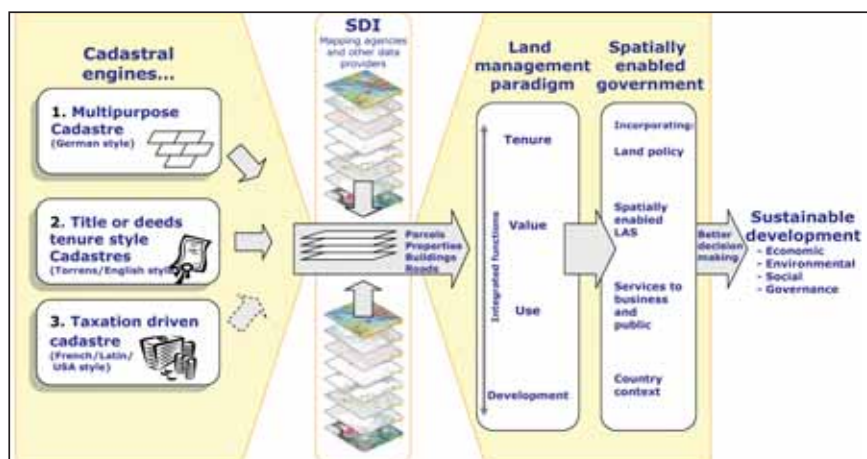 Cadastral
engines...
1. Multipurpose
Cadastre
(German style)
2. Title or deeds
tenure style
Cadastres
(Torrens/English style)
3. Taxation driven
cadastre
(French/Latin/
USA style)
SDI
Mapping agencies
and other data
providers
Parcels
Properties
Buildings
Roads
Land
management
paradigm
Integrated functions
Tenure
Value
Use
Development
Spatially
enabled
government
Incorporating:
Land policy
Spatially
enabled
LAS
Services to
business
and
public
Country
context
Better
decision
making
Sustainable
development
- Economic
- Environmental
- Social
- Governance